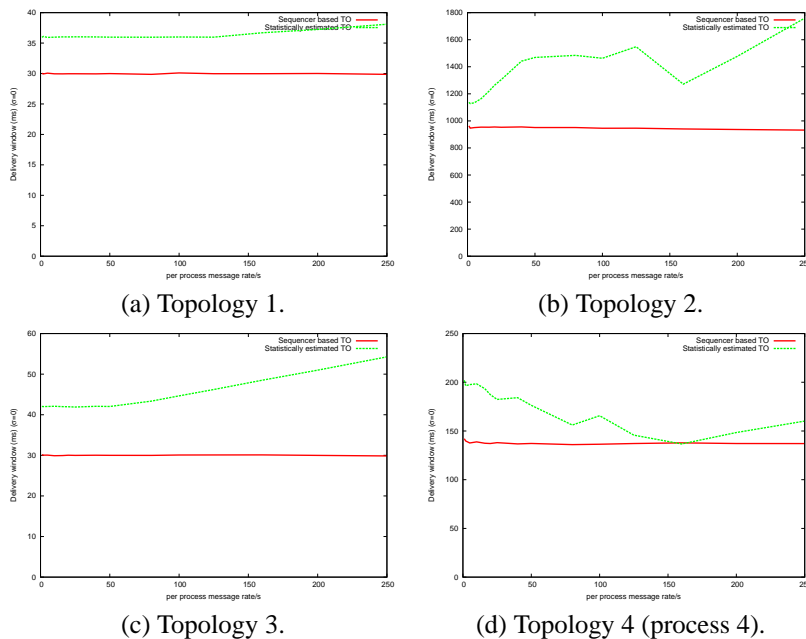 40
35
30
25
20
15
10
5
0
Delivery window (ms) (σ=0)
Sequencer based TO
Statistically estimated TO
0 50 100 150 200 250
per process message rate/s
(a) Topology 1.
1800
1600
1400
1200
1000
800
600
400
200
0
Delivery window (ms) (σ=0)
Sequencer based TO
Statistically estimated TO
0 50 100 150 200 250
per process message rate/s
(b) Topology 2.
60
50
40
30
20
10
0
Delivery window (ms) (σ=0)
Sequencer based TO
Statistically estimated TO
0 50 100 150 200 250
per process message rate/s
(c) Topology 3.
250
200
150
100
50
0
Delivery window (ms) (σ=0)
Sequencer based TO
Statistically estimated TO
0 50 100 150 200 250
per process message rate/s
(d) Topology 4 (process 4).